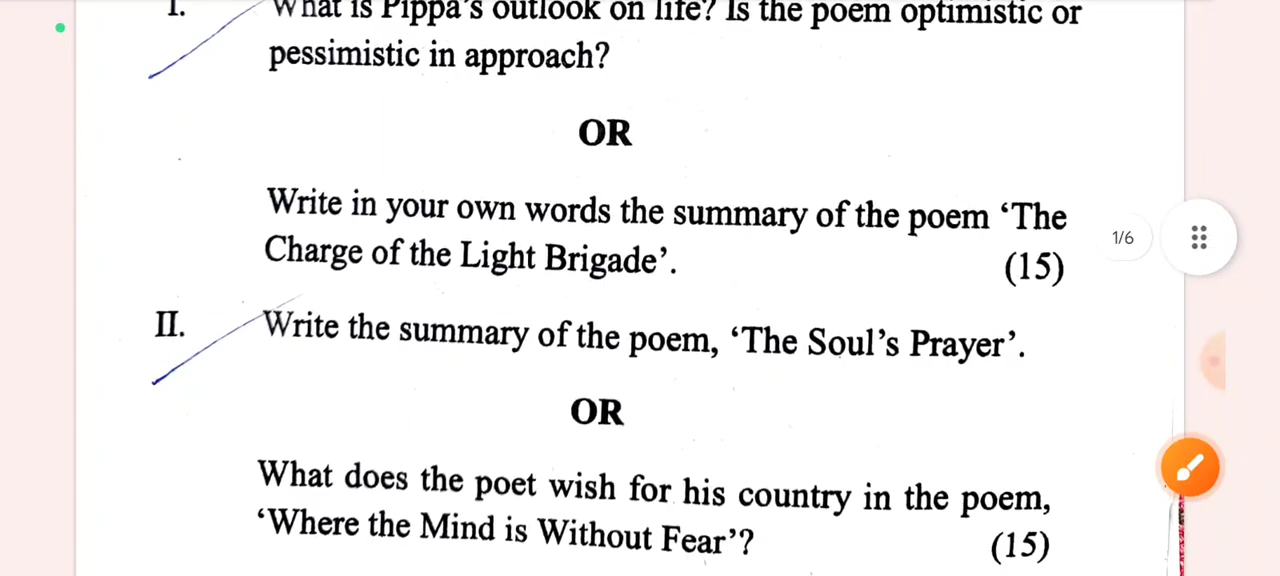 I. What is Pippa's outlook on life? Is the poem optimistic or
pessimistic in approach?
OR
Write in your own words the summary of the poem ‘The
Charge of the Light Brigade’. (15)
1/6
II. Write the summary of the poem, ‘The Soul’s Prayer’.
OR
What does the poet wish for his country in the poem,
‘Where the Mind is Without Fear’? (15)